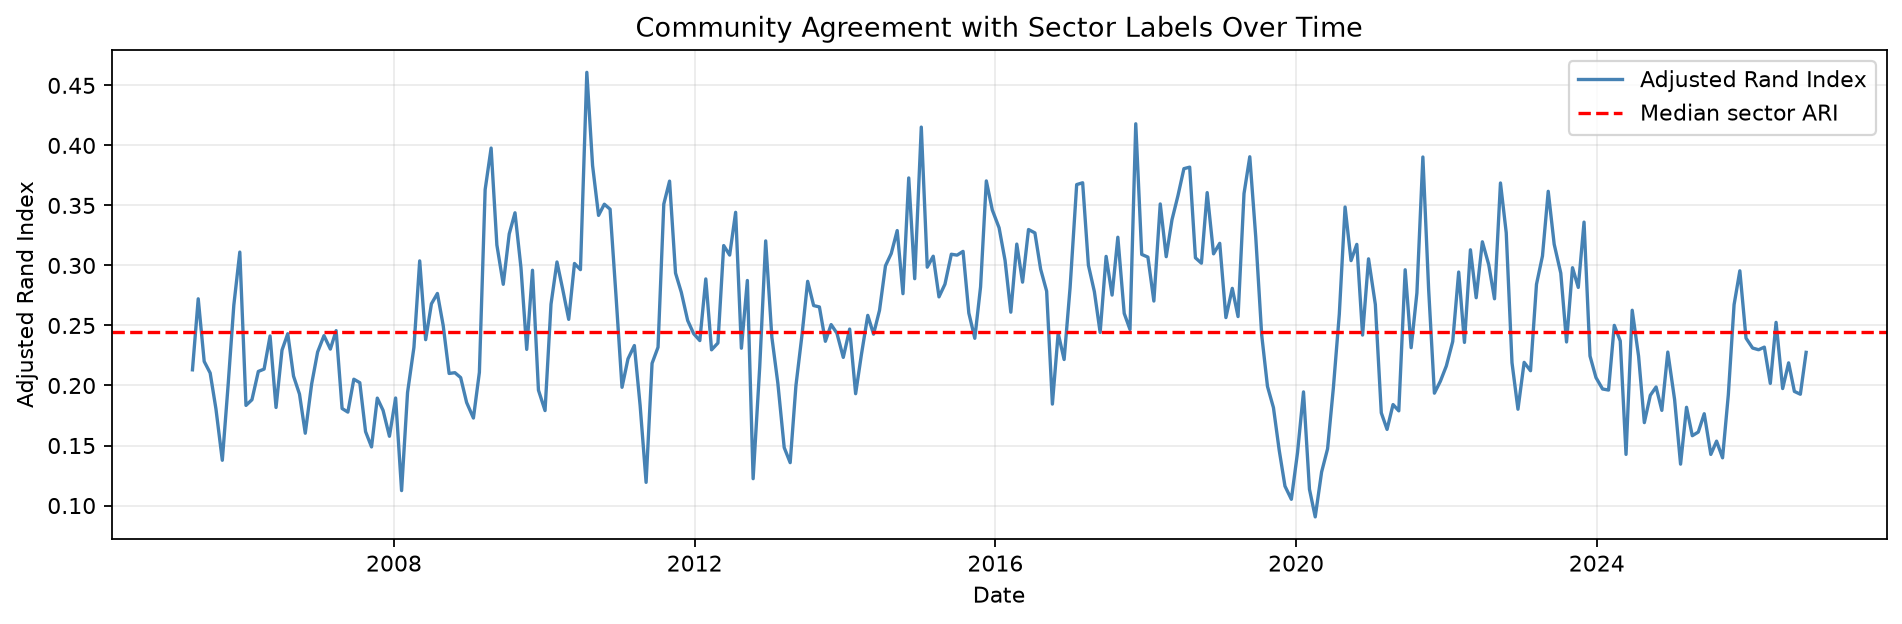 Community Agreement with Sector Labels Over Time
Adjusted Rand Index
Median sector ARI
Adjusted Rand Index
0.45
0.40
0.35
0.30
0.25
0.20
0.15
0.10
2008
2012
2016
2020
2024
Date